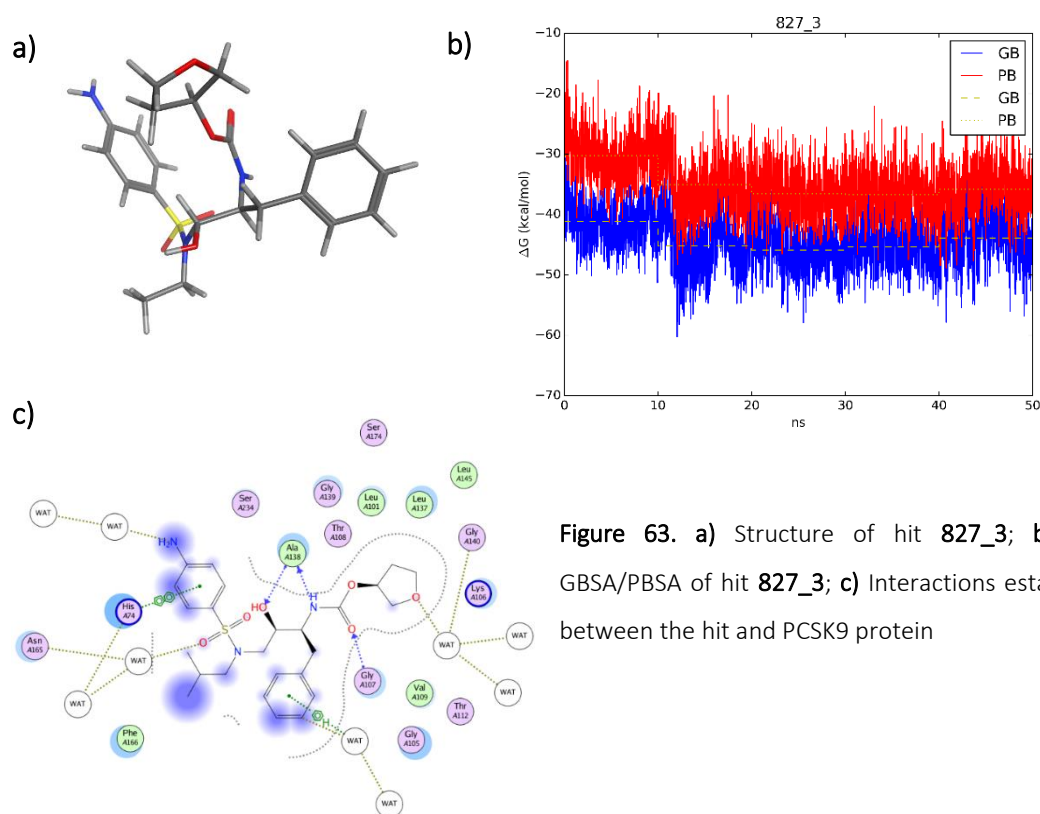 a)
b)
827_3
GB
PB
GB
PB
−10
−20
−30
−40
−50
−60
−70
ΔG (kcal/mol)
0
10
20
30
40
50
ns
c)
Ser
A174
Leu
A145
Gly
A139
Leu
A101
Leu
A137
Ser
A234
Thr
A108
Gly
A140
WAT
WAT
H₂N
Ala
A138
Lys
A106
His
A74
HO
H
N
O
O
O
Asn
A165
WAT
O
S
O
N
WAT
WAT
WAT
WAT
Gly
A107
Val
A109
Thr
A112
Phe
A166
H
WAT
Gly
A105
WAT
Figure 63. a) Structure of hit 827_3; b
GBSA/PBSA of hit 827_3; c) Interactions esta
between the hit and PCSK9 protein